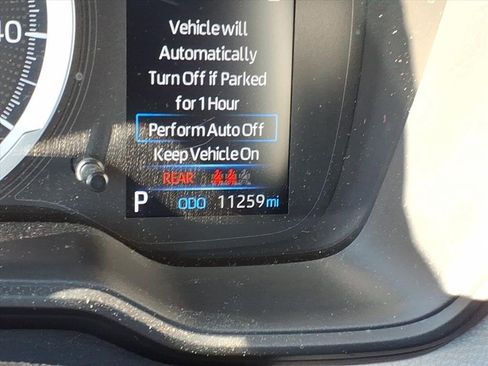 40
Vehicle will
Automatically
Turn Off if Parked
for 1 Hour
Perform Auto Off
Keep Vehicle On
REAR
P ODO 11259 mi